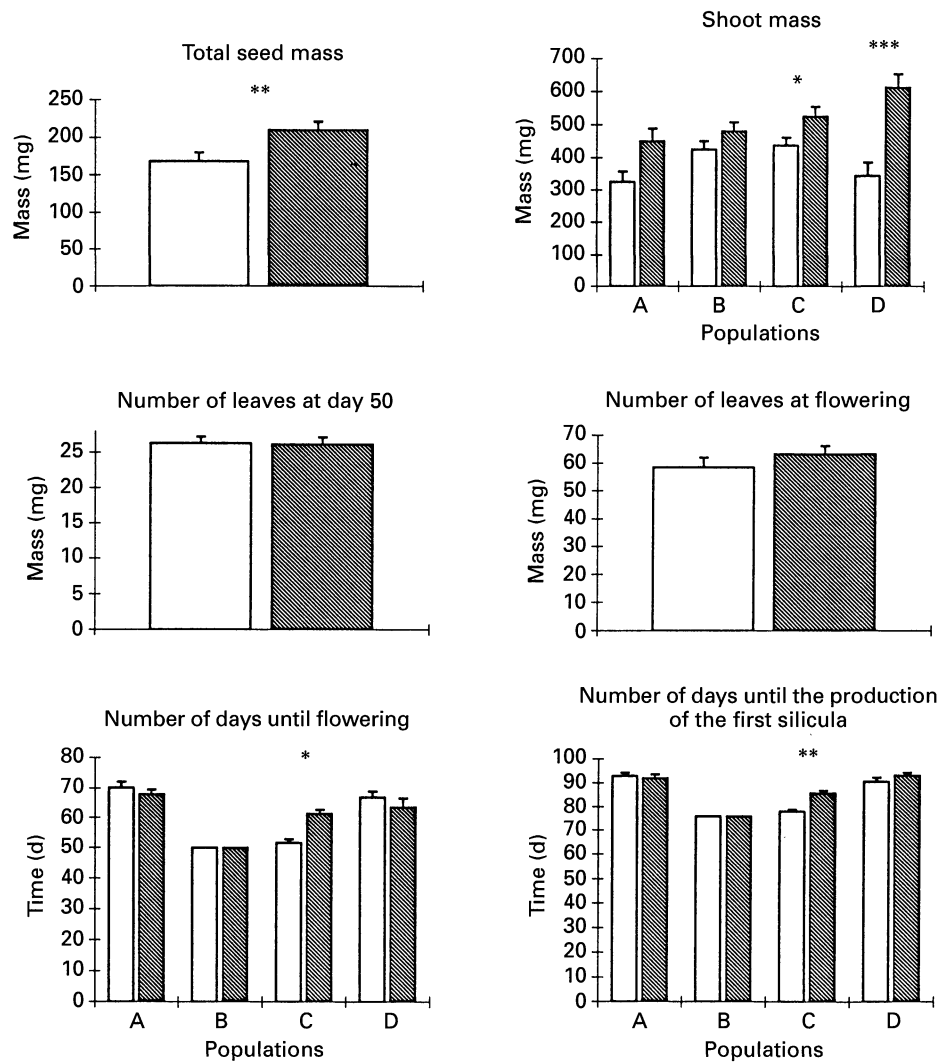 Total seed mass
**
250
200
150
100
50
0
Mass (mg)
Shoot mass
***
*
700
600
500
400
300
200
100
0
Mass (mg)
A B C D
Populations
Number of leaves at day 50
25
20
15
10
5
0
Mass (mg)
Number of leaves at flowering
70
60
50
40
30
20
10
0
Mass (mg)
Number of days until flowering
*
80
70
60
50
40
30
20
10
0
Time (d)
A B C D
Populations
Number of days until the production
of the first silicula
**
100
90
80
70
60
50
40
30
20
10
0
Time (d)
A B C D
Populations